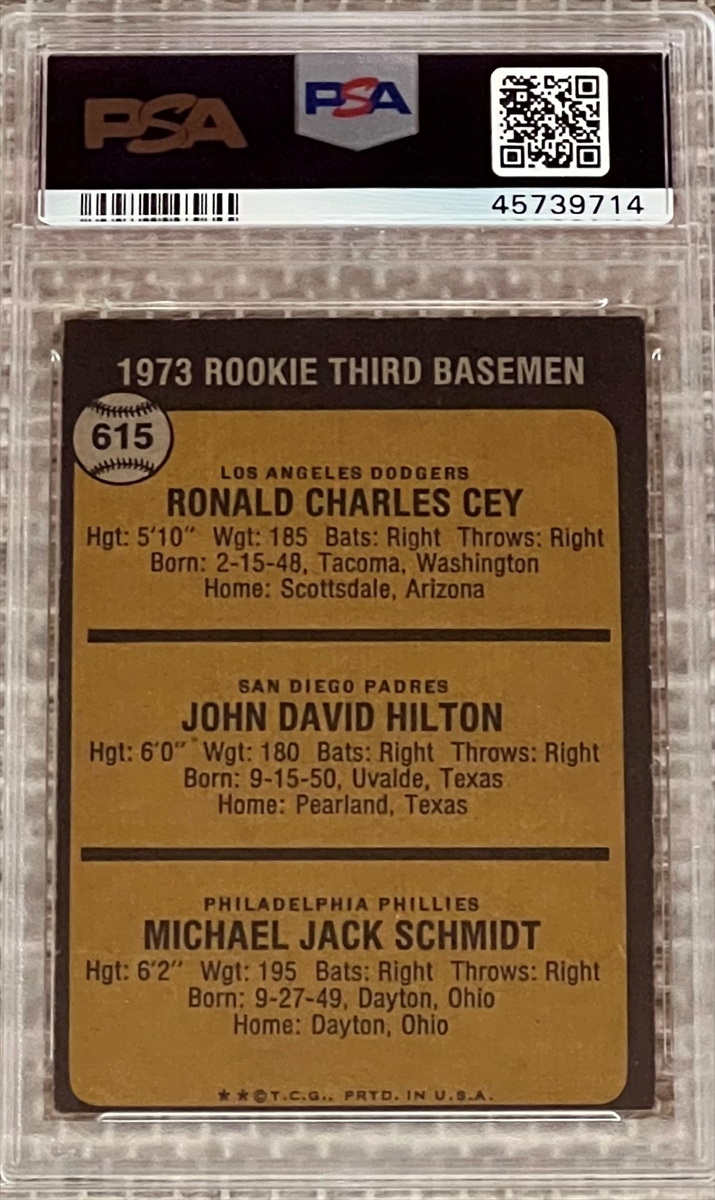 PSA PSA
45739714
1973 ROOKIE THIRD BASEMEN
615
LOS ANGELES DODGERS
RONALD CHARLES CEY
Hgt: 5'10" Wgt: 185 Bats: Right Throws: Right
Born: 2-15-48, Tacoma, Washington
Home: Scottsdale, Arizona
SAN DIEGO PADRES
JOHN DAVID HILTON
Hgt: 6'0" Wgt: 180 Bats: Right Throws: Right
Born: 9-15-50, Uvalde, Texas
Home: Pearland, Texas
PHILADELPHIA PHILLIES
MICHAEL JACK SCHMIDT
Hgt: 6'2" Wgt: 195 Bats: Right Throws: Right
Born: 9-27-49, Dayton, Ohio
Home: Dayton, Ohio
★ ★ © T.C.G., PRTD. IN U.S.A.